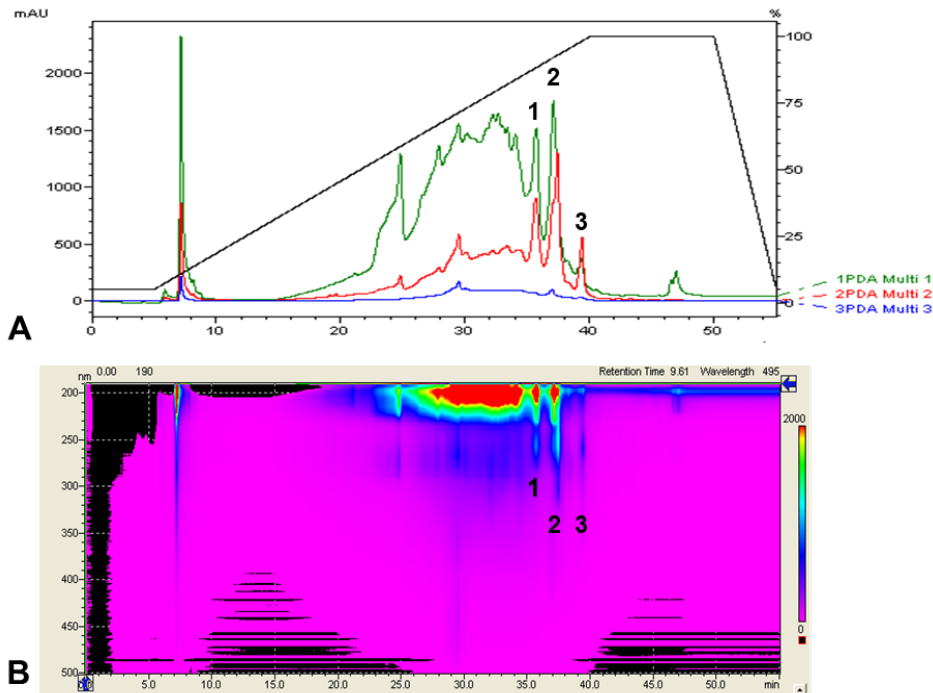 mAU %
2000
1500
1000
500
0
100
75
50
25
0
1 2 3
1PDA Multi 1
2PDA Multi 2
3PDA Multi 3
0 10 20 30 40 50
A
nm 0.00 190 Retention Time 9.61 Wavelength 495
200
250
300
350
400
450
500
2000
0
1 2 3
B
5.0 10.0 15.0 20.0 25.0 30.0 35.0 40.0 45.0 50.0 min